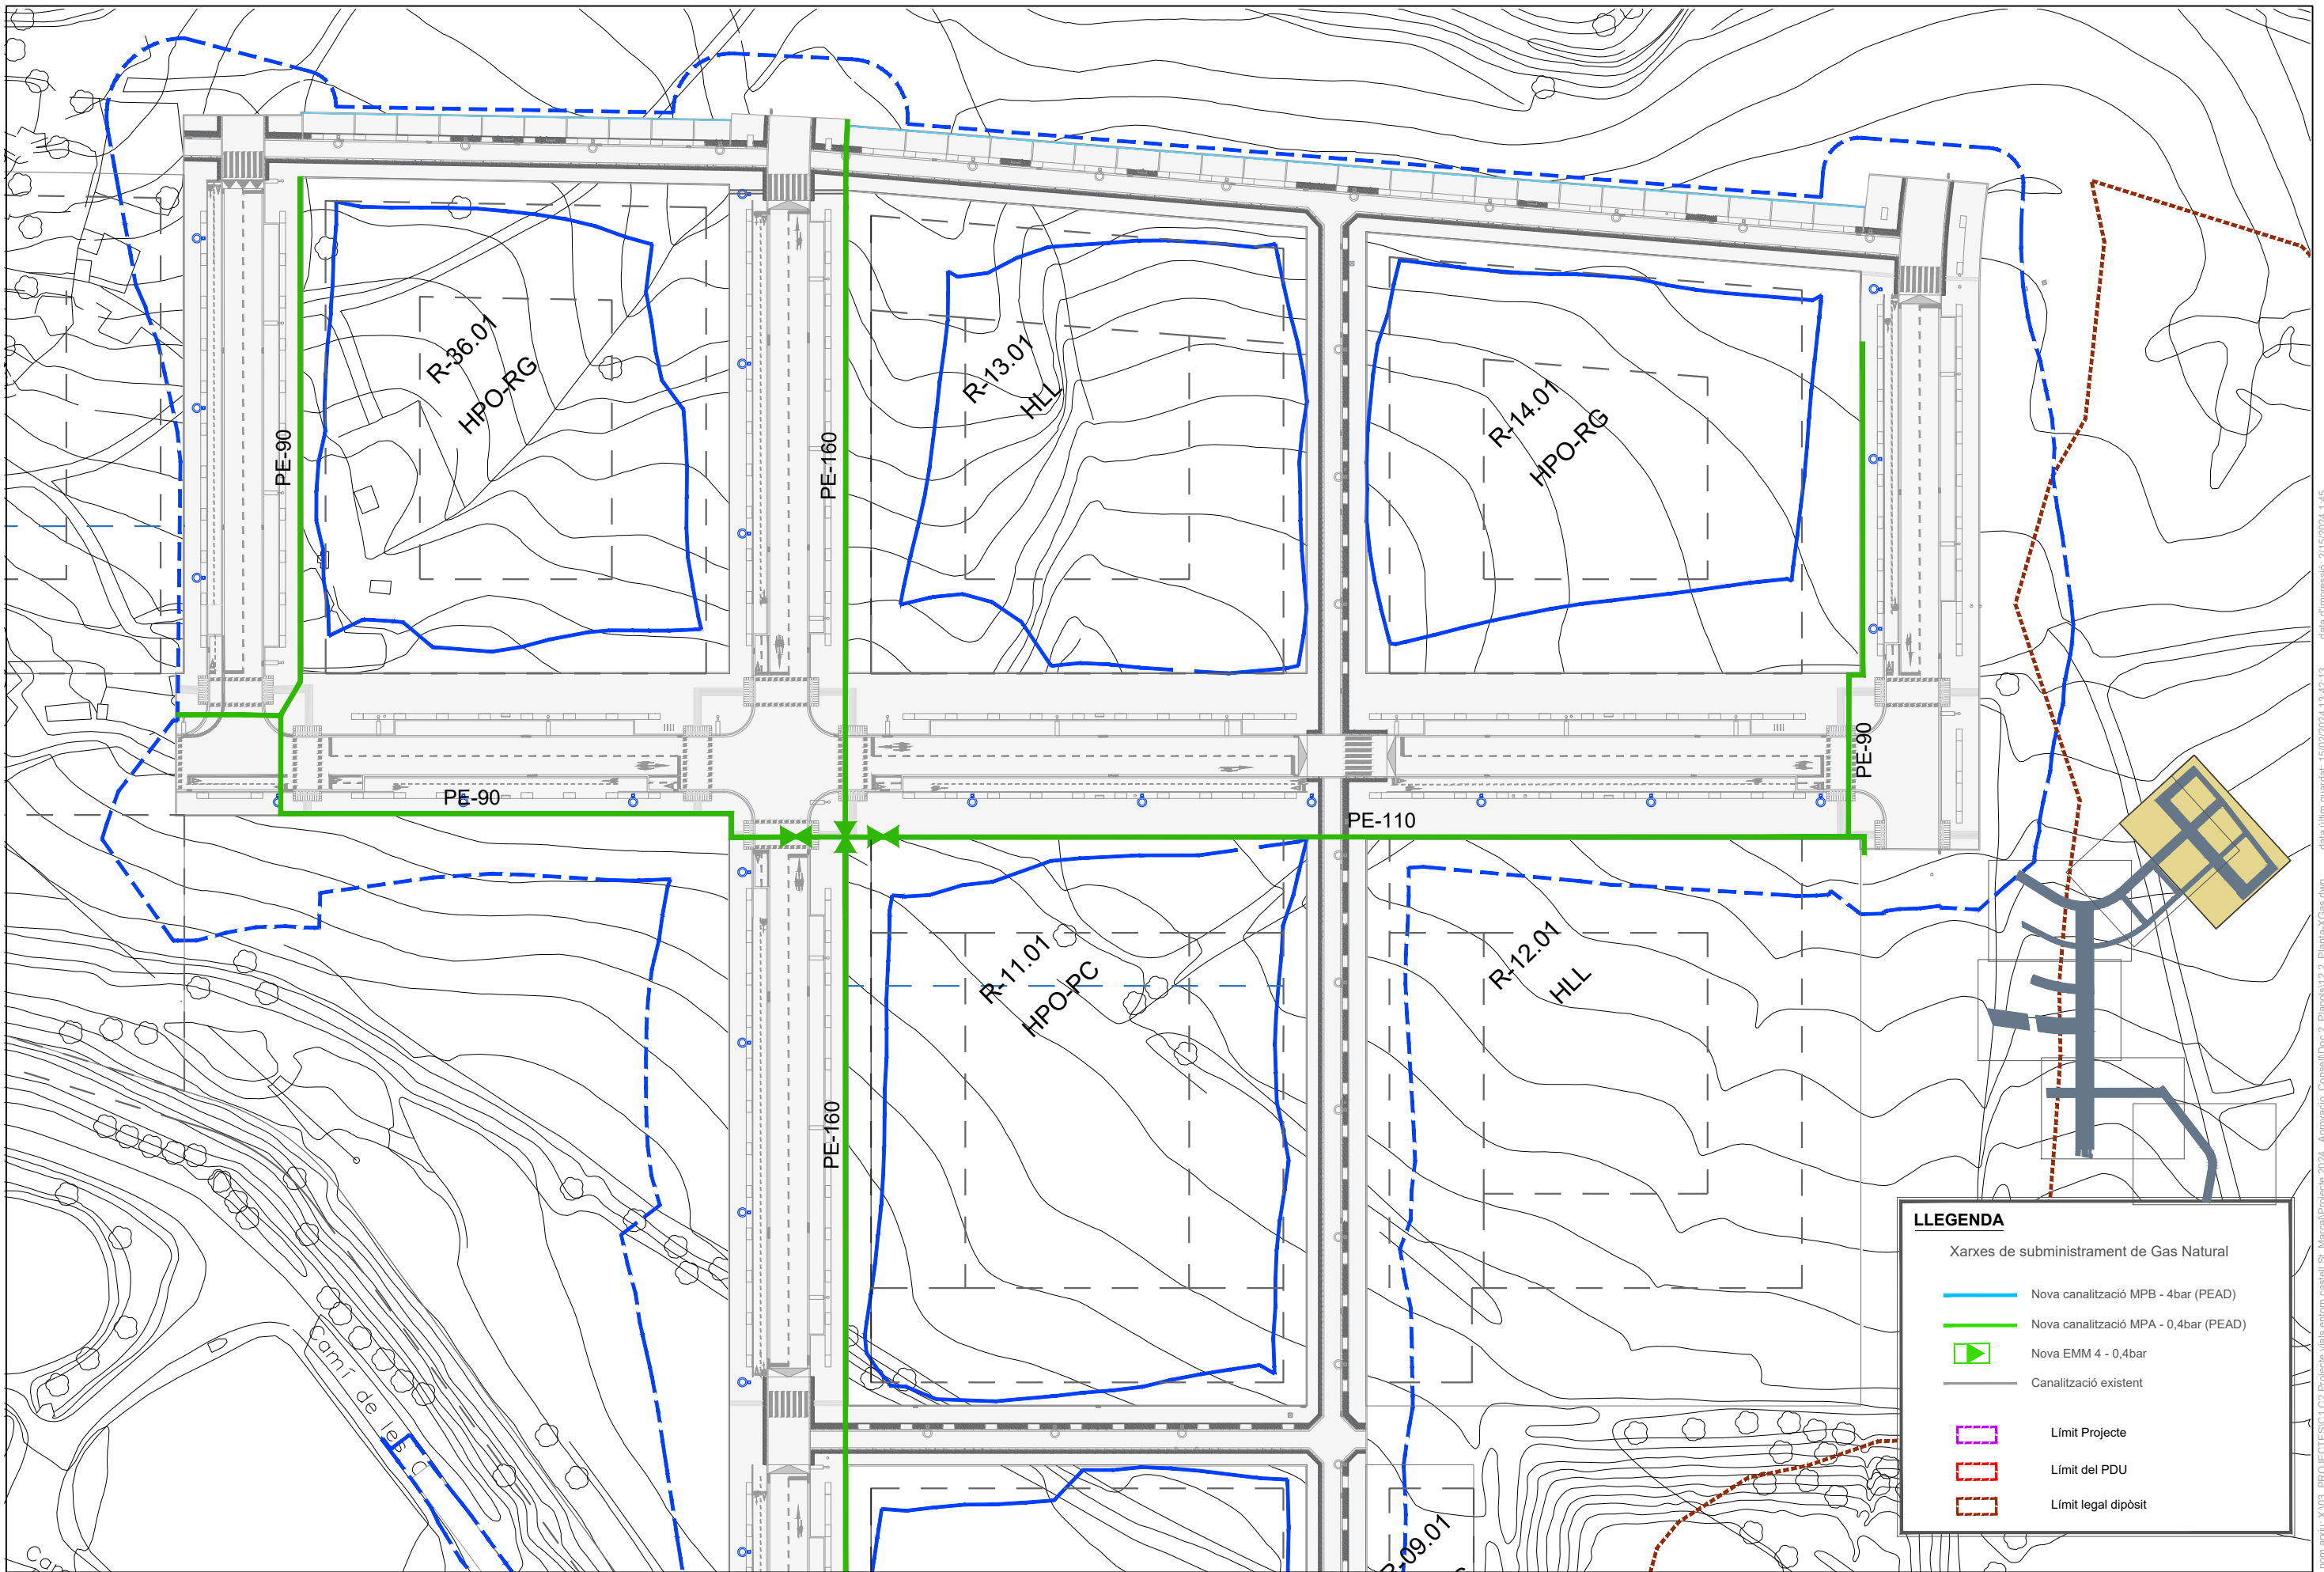 R-36.01
HPO-RG
R-13.01
HLL
R-14.01
HPO-RG
PE-90
PE-160
PE-90
PE-90
PE-110
R-11.01
HPO-PC
R-12.01
HLL
PE-160
Camí de les
R-09.01
LLEGENDA
Xarxes de subministrament de Gas Natural
Nova canalització MPB - 4bar (PEAD)
Nova canalització MPA - 0,4bar (PEAD)
Nova EMM 4 - 0,4bar
Canalització existent
Límit Projecte
Límit del PDU
Límit legal dipòsit